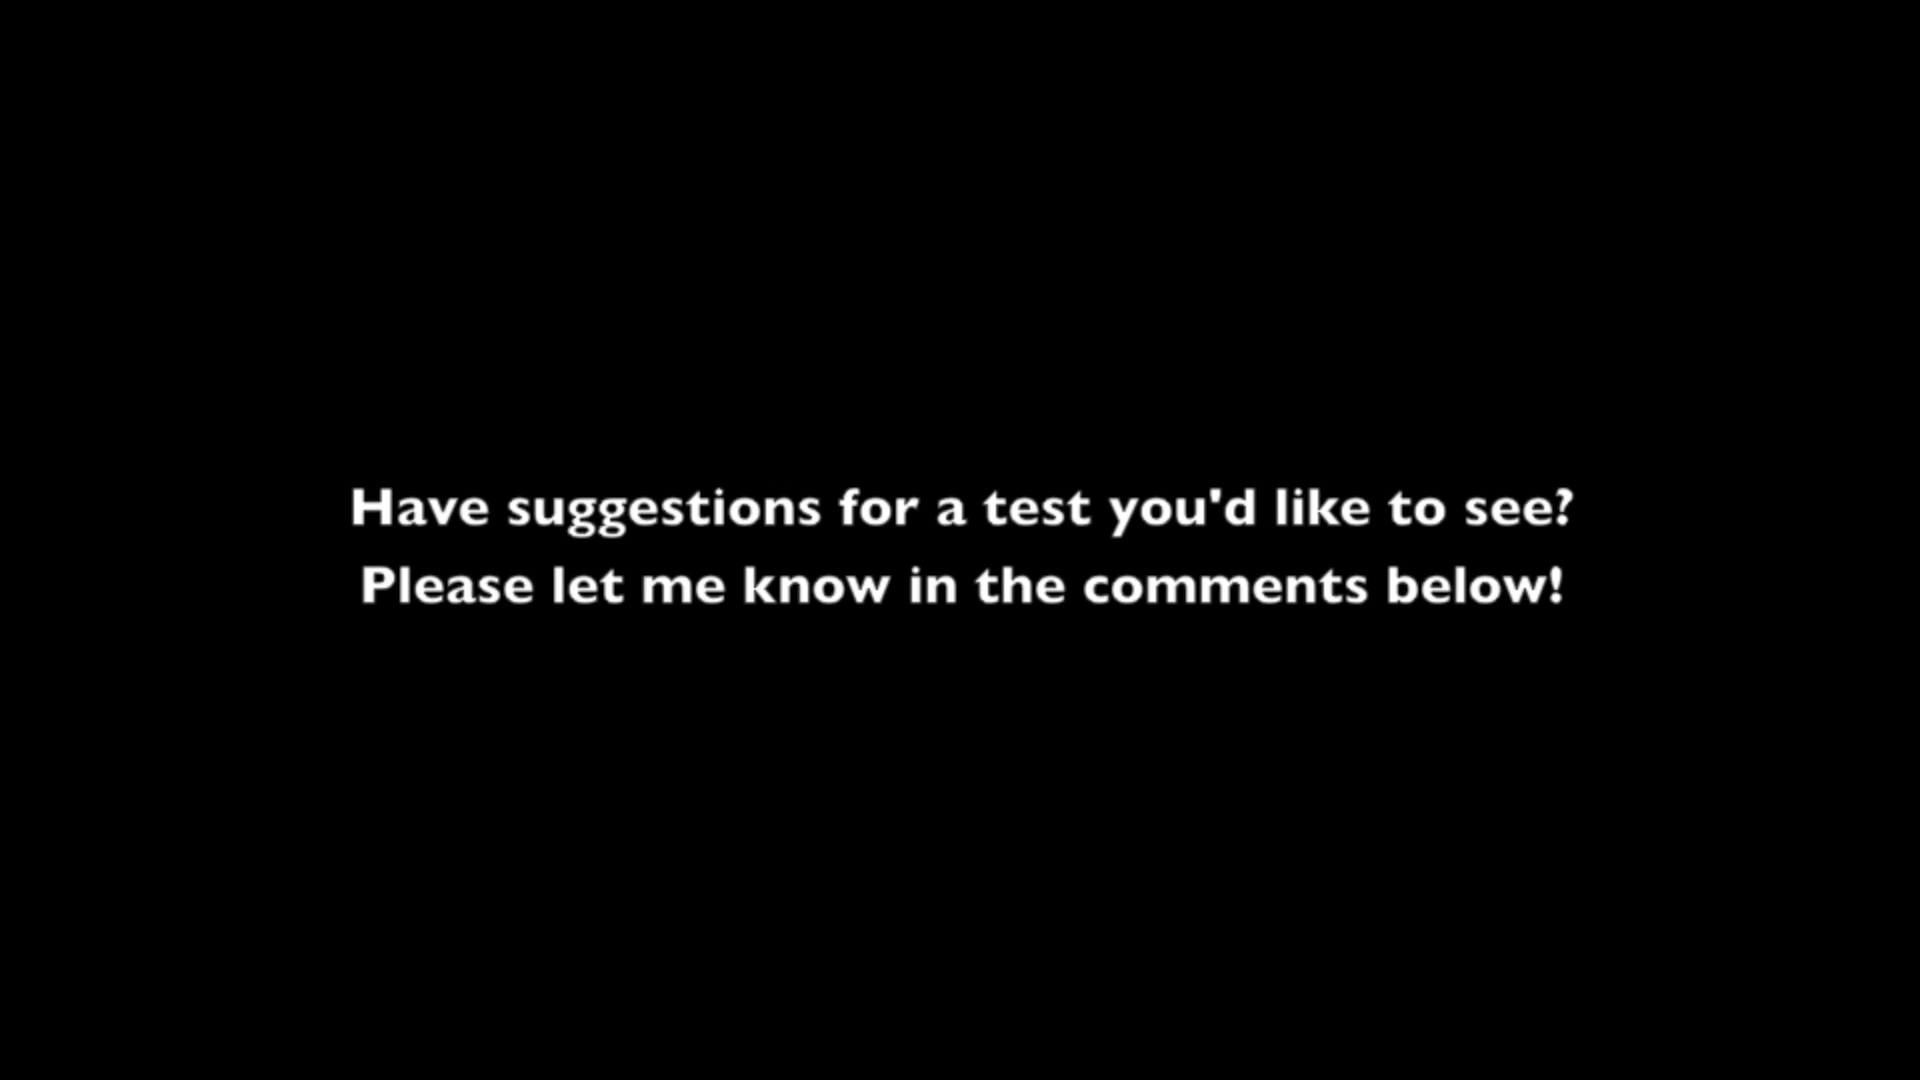 Have suggestions for a test you'd like to see?
Please let me know in the comments below!